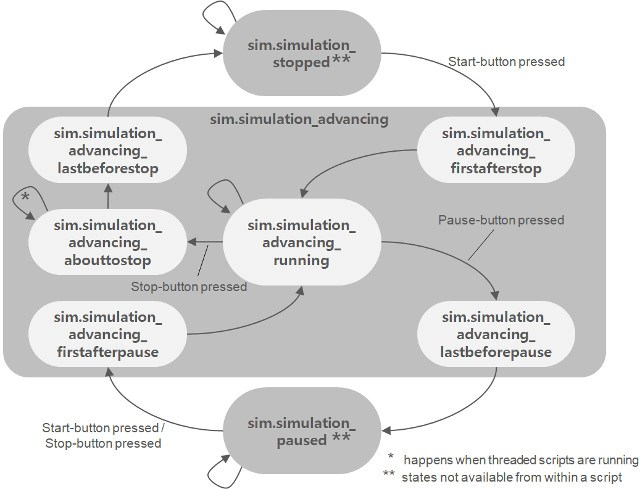 sim.simulation_
stopped**
Start-button pressed
sim.simulation_advancing
sim.simulation_
advancing_
lastbeforestop
sim.simulation_
advancing_
firstafterstop
*
sim.simulation_
advancing_
abouttostop
sim.simulation_
advancing_
running
Pause-button pressed
Stop-button pressed
sim.simulation_
advancing_
firstafterpause
sim.simulation_
advancing_
lastbeforepause
Start-button pressed /
Stop-button pressed
sim.simulation_
paused **
* happens when threaded scripts are running
** states not available from within a script